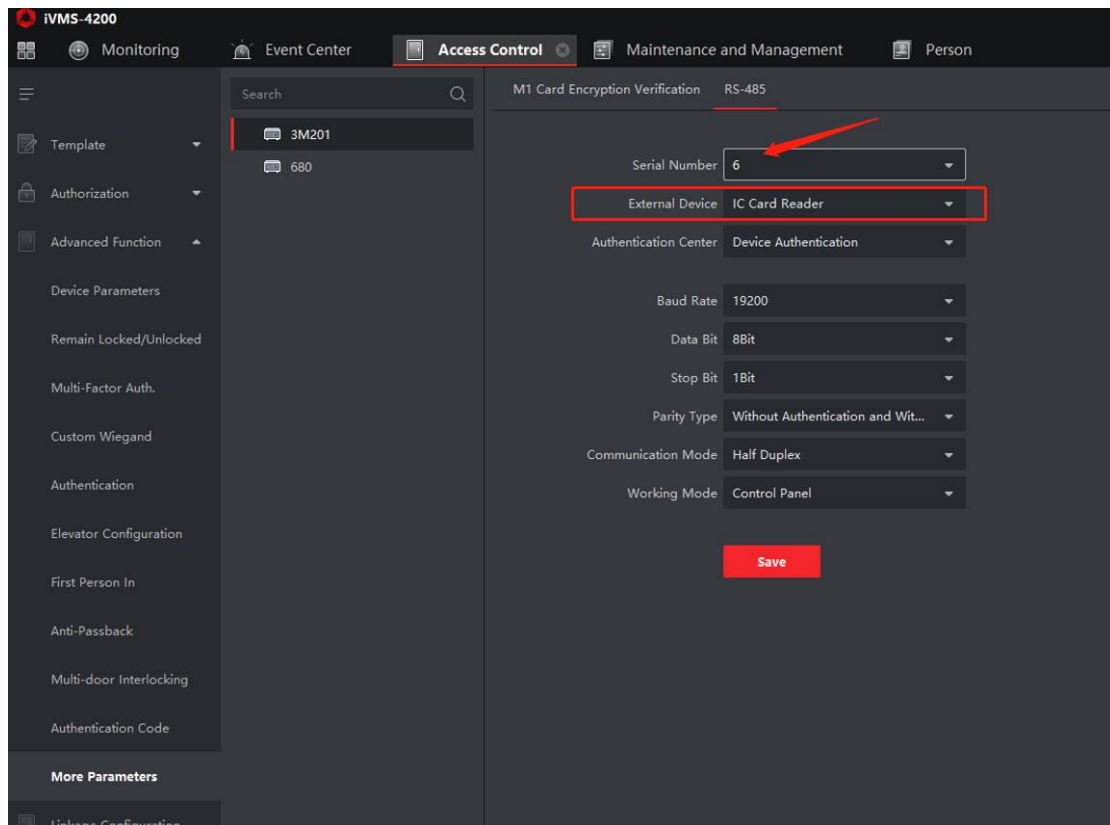 iVMS-4200
Monitoring
Event Center
Access Control
Maintenance and Management
Person
Search
3M201
680
Template
Authorization
Advanced Function
Device Parameters
Remain Locked/Unlocked
Multi-Factor Auth.
Custom Wiegand
Authentication
Elevator Configuration
First Person In
Anti-Passback
Multi-door Interlocking
Authentication Code
More Parameters
Linkage Configuration
M1 Card Encryption Verification
RS-485
Serial Number 6
External Device IC Card Reader
Authentication Center Device Authentication
Baud Rate 19200
Data Bit 8Bit
Stop Bit 1Bit
Parity Type Without Authentication and Wit...
Communication Mode Half Duplex
Working Mode Control Panel
Save